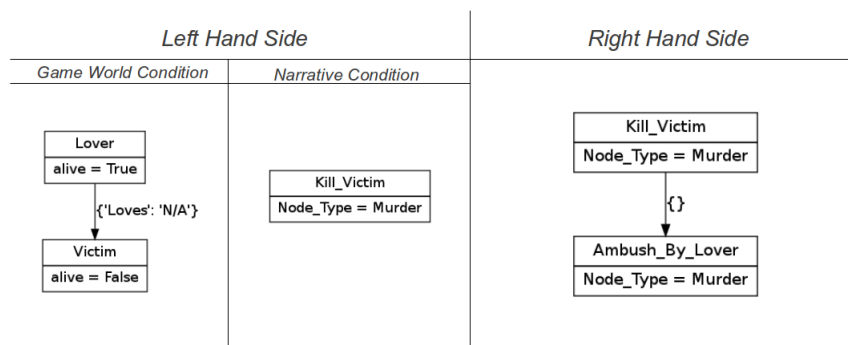 Left Hand Side
Right Hand Side
Game World Condition
Narrative Condition
Lover
alive = True
{'Loves': 'N/A'}
Victim
alive = False
Kill_Victim
Node_Type = Murder
Kill_Victim
Node_Type = Murder
{}
Ambush_By_Lover
Node_Type = Murder